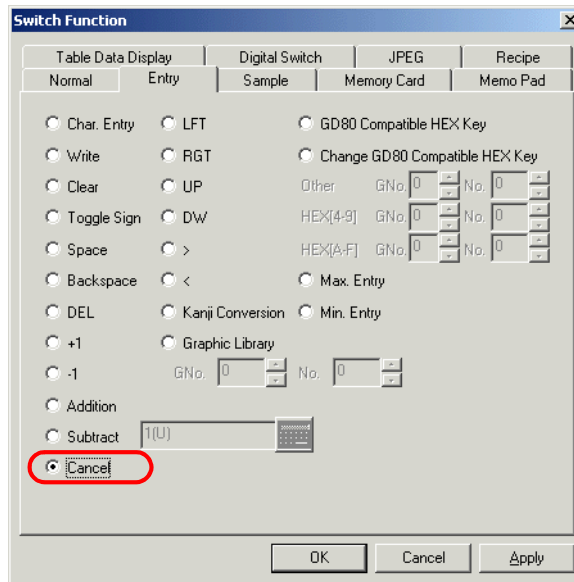 Switch Function
Table Data Display Digital Switch JPEG Recipe
Normal Entry Sample Memory Card Memo Pad
Char. Entry LFT GD80 Compatible HEX Key
Write RGT Change GD80 Compatible HEX Key
Clear UP Other GNo. 0 No. 0
Toggle Sign DW HEX[4-9] GNo. 0 No. 0
Space > HEX[A-F] GNo. 0 No. 0
Backspace < Max. Entry
DEL Kanji Conversion Min. Entry
+1 Graphic Library
-1 GNo. 0 No. 0
Addition
Subtract 1(U)
Cancel
OK Cancel Apply